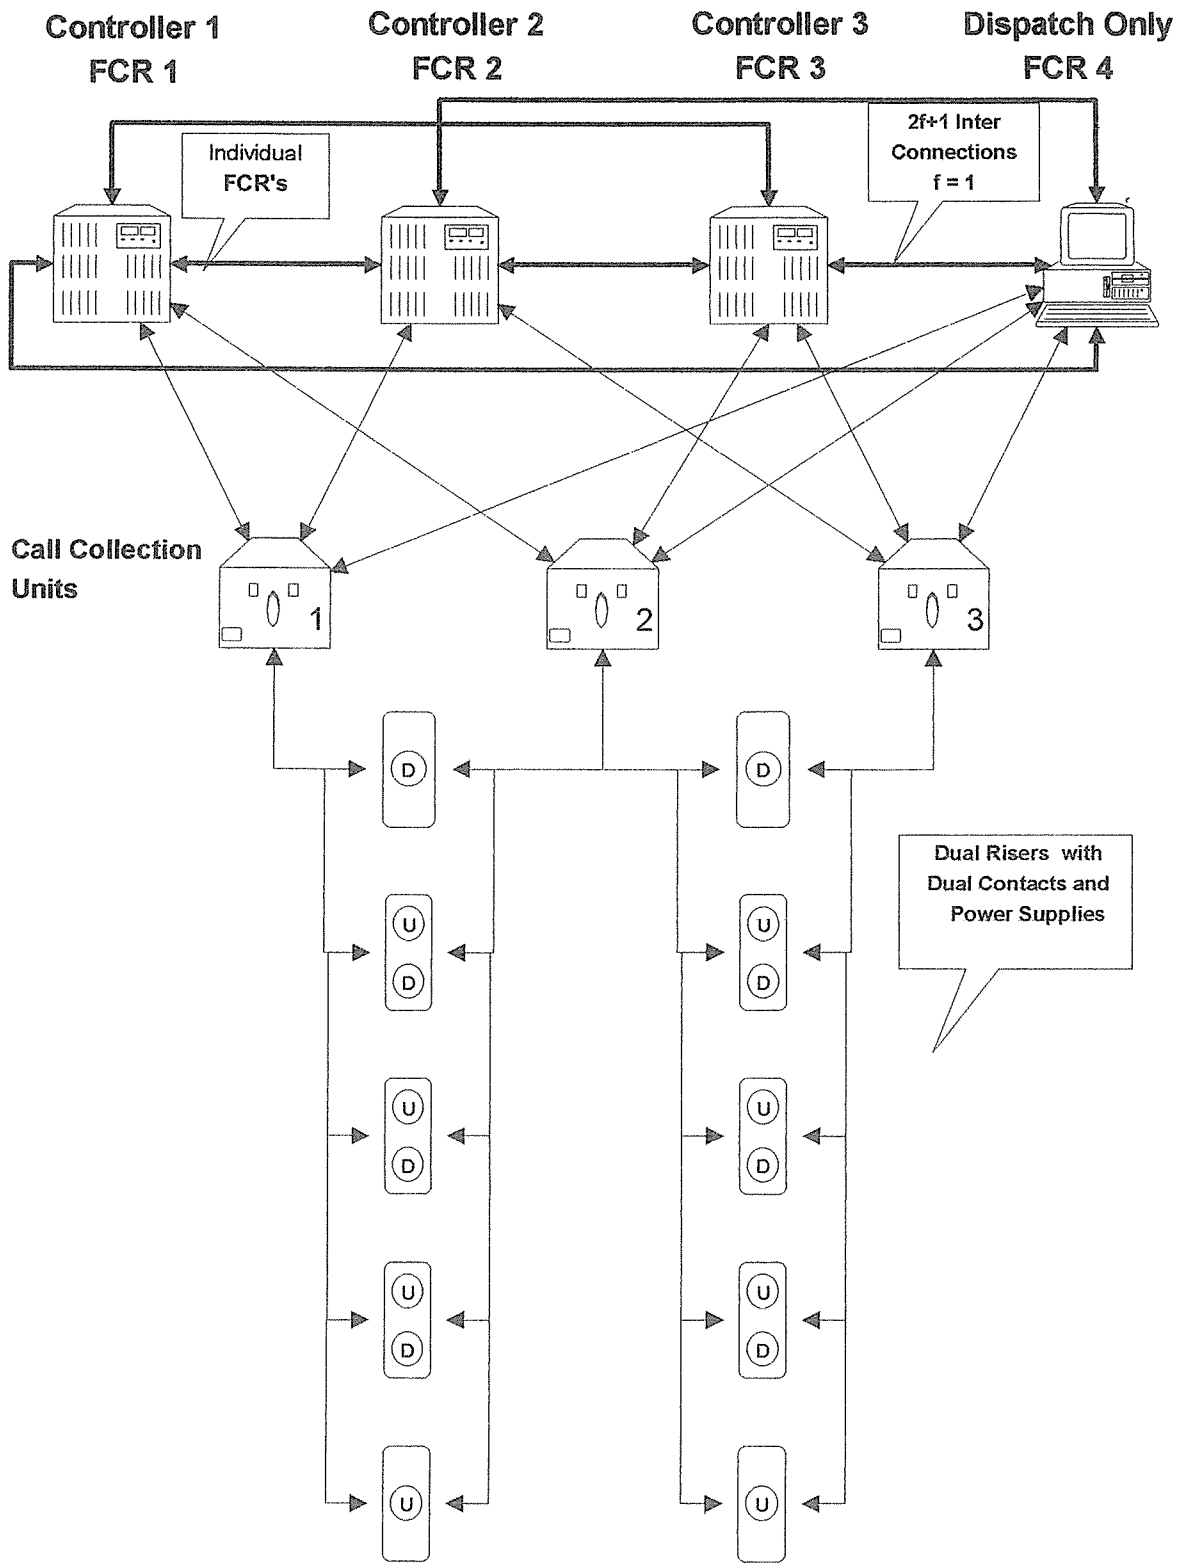 Controller 1
FCR 1
Controller 2
FCR 2
Controller 3
FCR 3
Dispatch Only
FCR 4
Individual
FCR's
2f+1 Inter
Connections
f = 1
Call Collection
Units
1
2
3
D
D
Dual Risers with
Dual Contacts and
Power Supplies
U
D
U
D
U
D
U
D
U
D
U
D
U
U